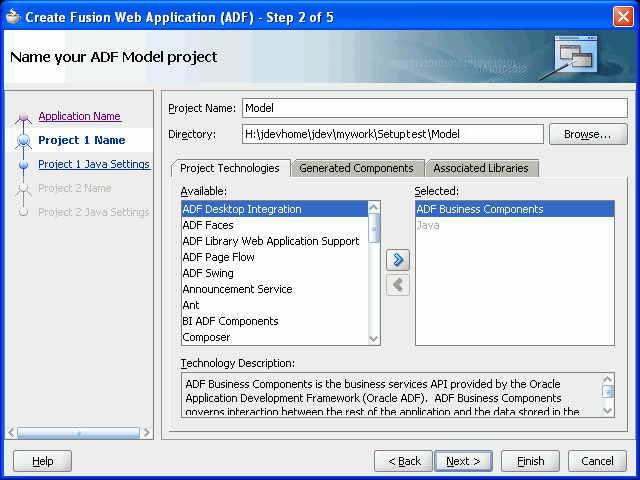 Create Fusion Web Application (ADF) - Step 2 of 5
Name your ADF Model project
Application Name
Project 1 Name
Project 1 Java Settings
Project 2 Name
Project 2 Java Settings
Project Name: Model
Directory: H:\jdevhome\jdev\mywork\Setuptest\Model Browse...
Project Technologies Generated Components Associated Libraries
Available: Selected:
ADF Desktop Integration ADF Business Components
ADF Faces Java
ADF Library Web Application Support
ADF Page Flow
ADF Swing
Announcement Service
Ant
BI ADF Components
Composer
Technology Description:
ADF Business Components is the business services API provided by the Oracle
Application Development Framework (Oracle ADF). ADF Business Components
governs interaction between the rest of the application and the data stored in the
Help < Back Next > Finish Cancel